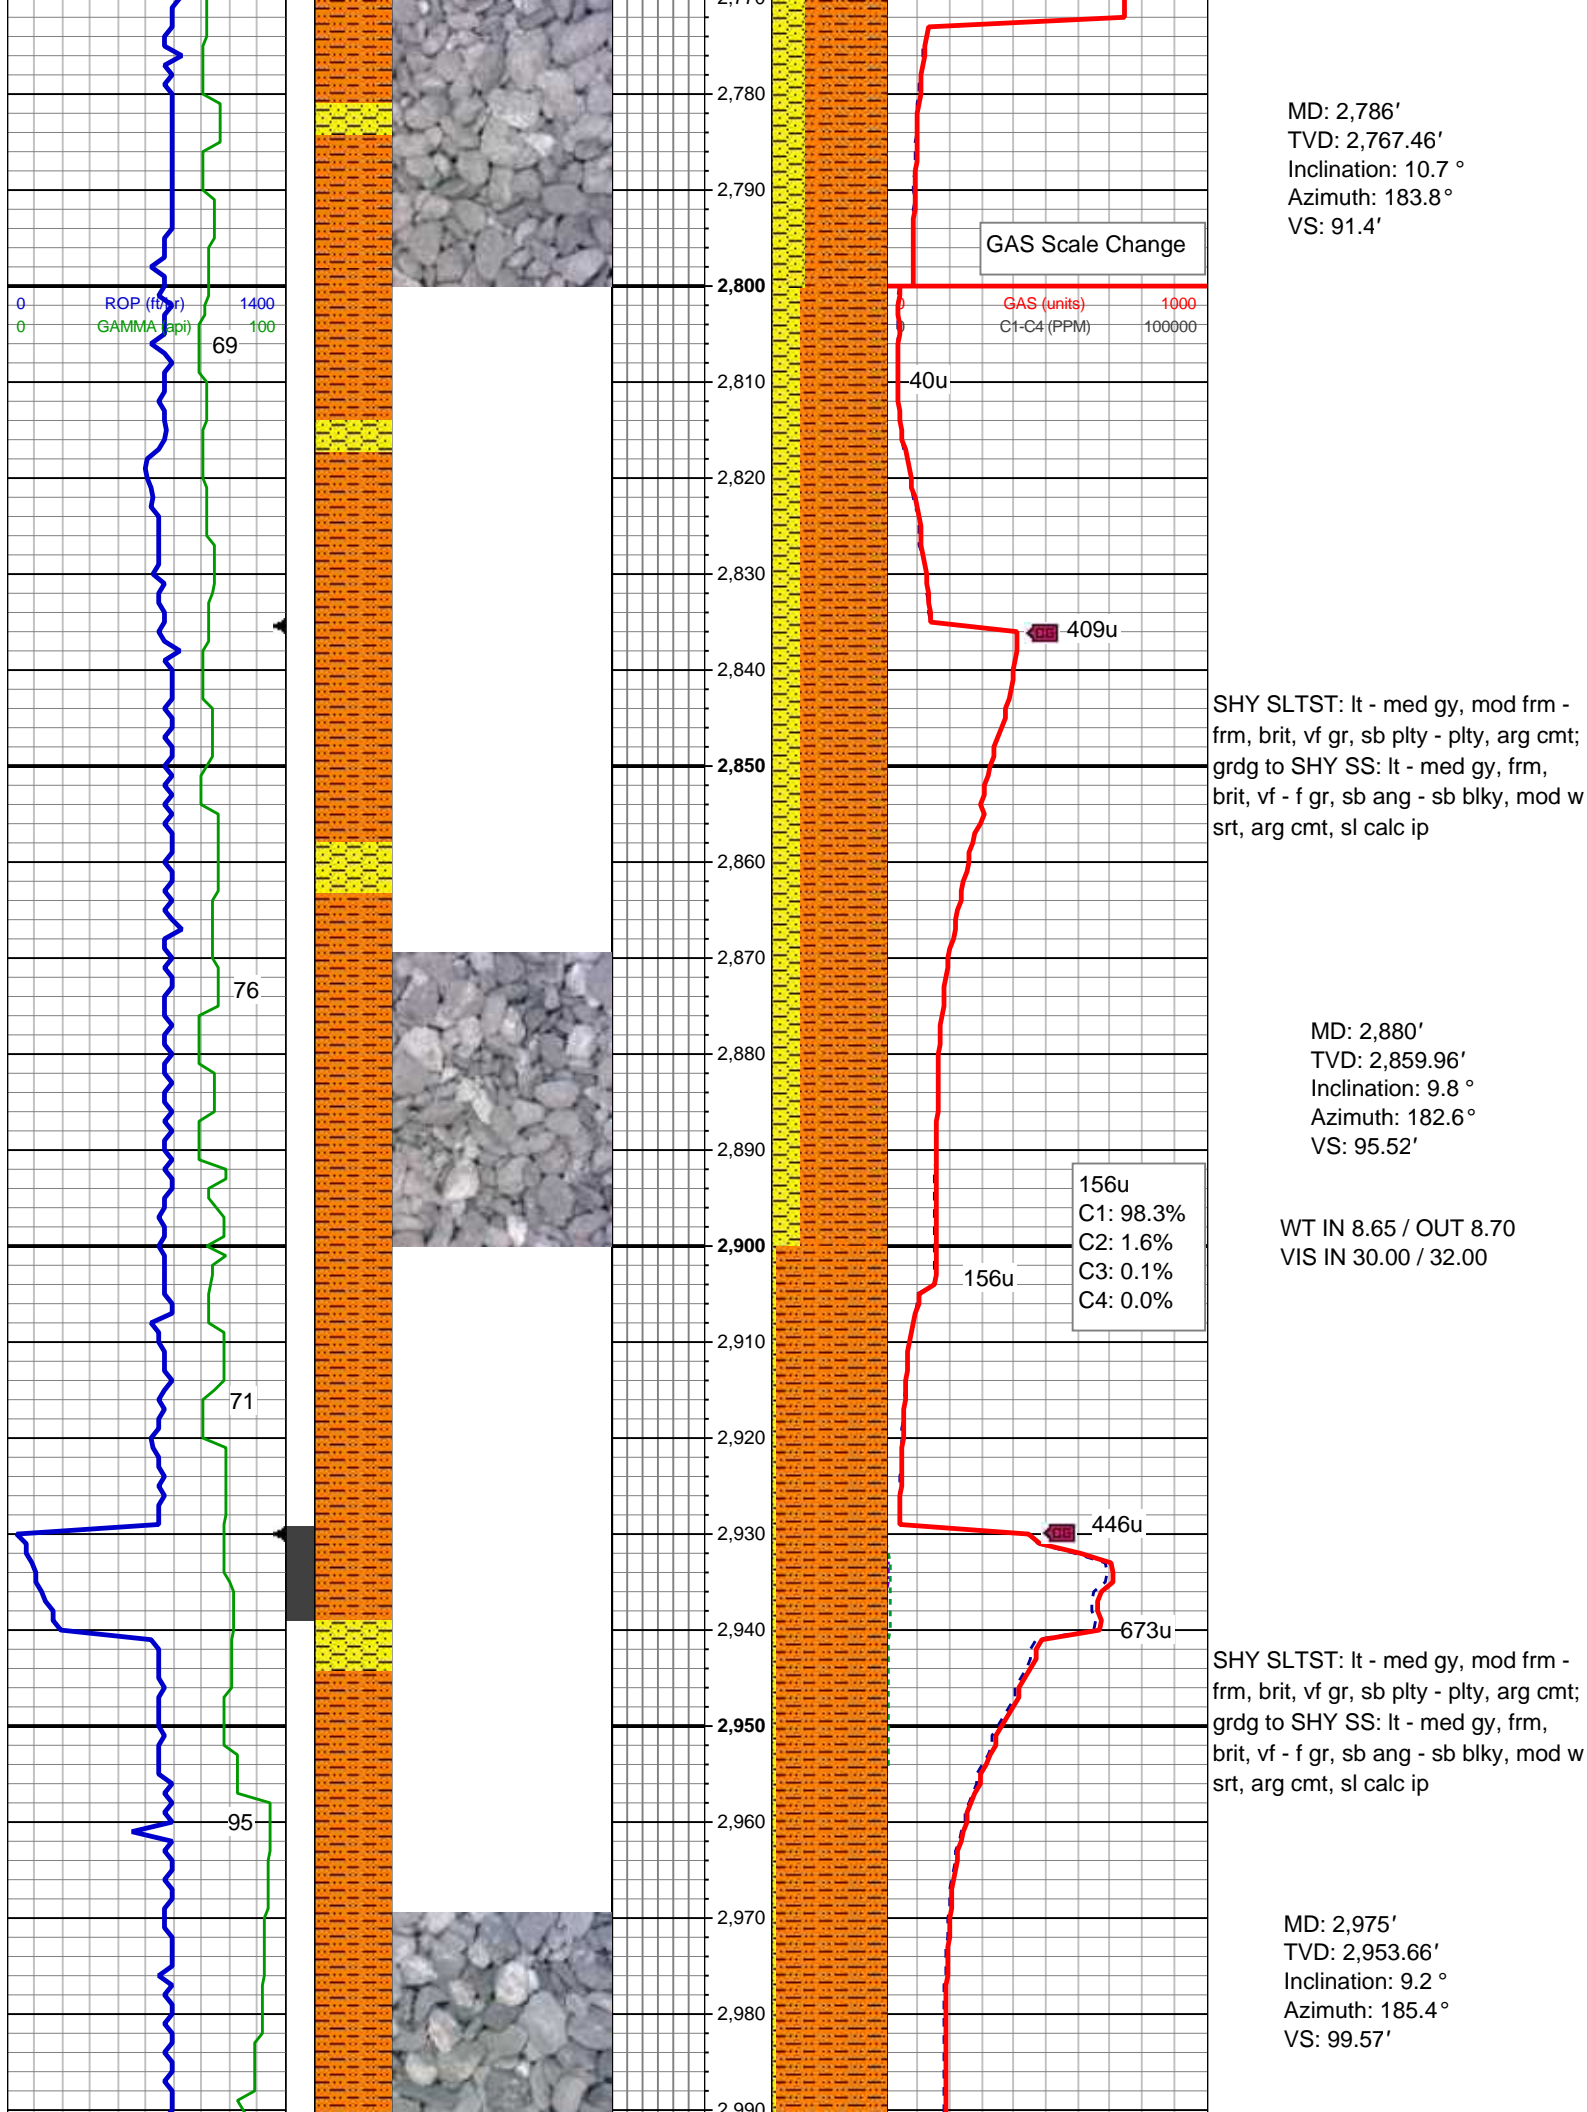 2,770
2,780
MD: 2,786′
TVD: 2,767.46′
Inclination: 10.7 °
Azimuth: 183.8°
VS: 91.4′
2,790
GAS Scale Change
2,800
0 ROP (ft/hr) 1400
0 GAMMA (api) 100
0 GAS (units) 1000
0 C1-C4 (PPM) 100000
69
2,810
40u
2,820
2,830
CG 409u
2,840
SHY SLTST: lt - med gy, mod frm -
frm, brit, vf gr, sb plty - plty, arg cmt;
grdg to SHY SS: lt - med gy, frm,
brit, vf - f gr, sb ang - sb blky, mod w
srt, arg cmt, sl calc ip
2,850
2,860
2,870
76
2,880
MD: 2,880′
TVD: 2,859.96′
Inclination: 9.8 °
Azimuth: 182.6°
VS: 95.52′
2,890
156u
C1: 98.3%
C2: 1.6%
C3: 0.1%
C4: 0.0%
WT IN 8.65 / OUT 8.70
VIS IN 30.00 / 32.00
2,900
156u
2,910
71
2,920
2,930
CG 446u
2,940
673u
SHY SLTST: lt - med gy, mod frm -
frm, brit, vf gr, sb plty - plty, arg cmt;
grdg to SHY SS: lt - med gy, frm,
brit, vf - f gr, sb ang - sb blky, mod w
srt, arg cmt, sl calc ip
2,950
2,960
95
2,970
MD: 2,975′
TVD: 2,953.66′
Inclination: 9.2 °
Azimuth: 185.4°
VS: 99.57′
2,980
2,990